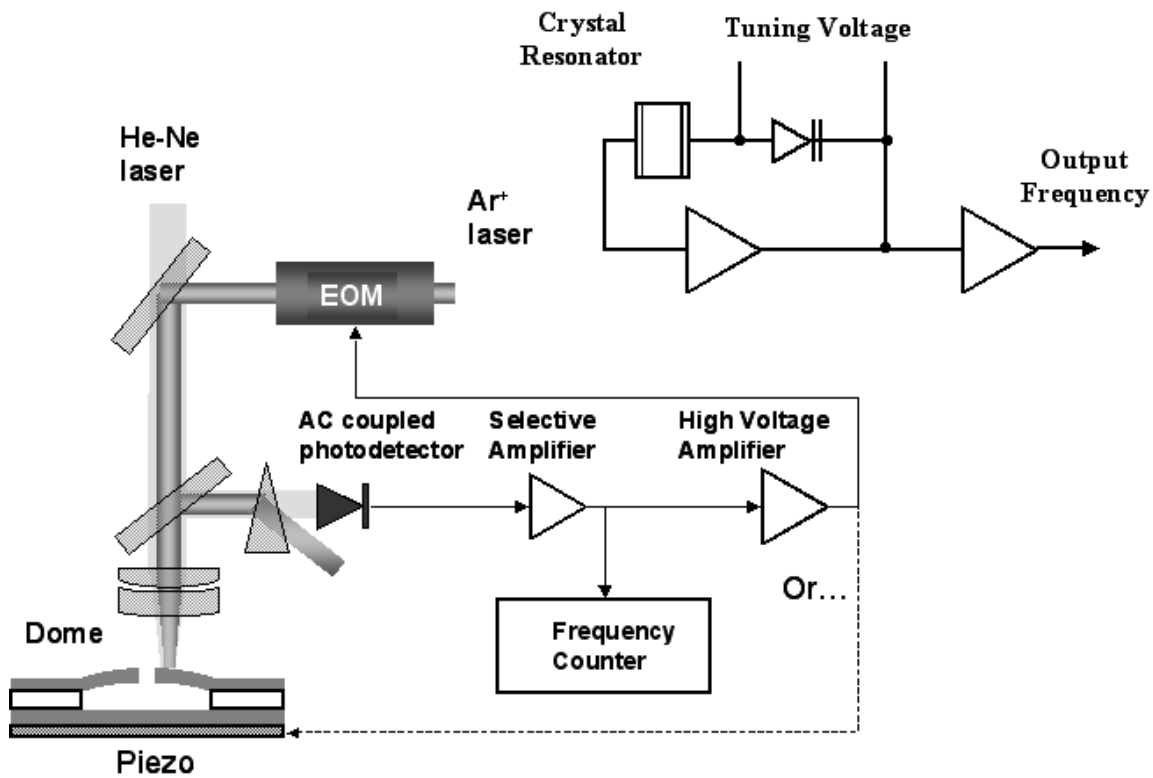 Crystal
Resonator
Tuning Voltage
He-Ne
laser
Ar⁺
laser
Output
Frequency
EOM
AC coupled
photodetector
Selective
Amplifier
High Voltage
Amplifier
Or...
Frequency
Counter
Dome
Piezo